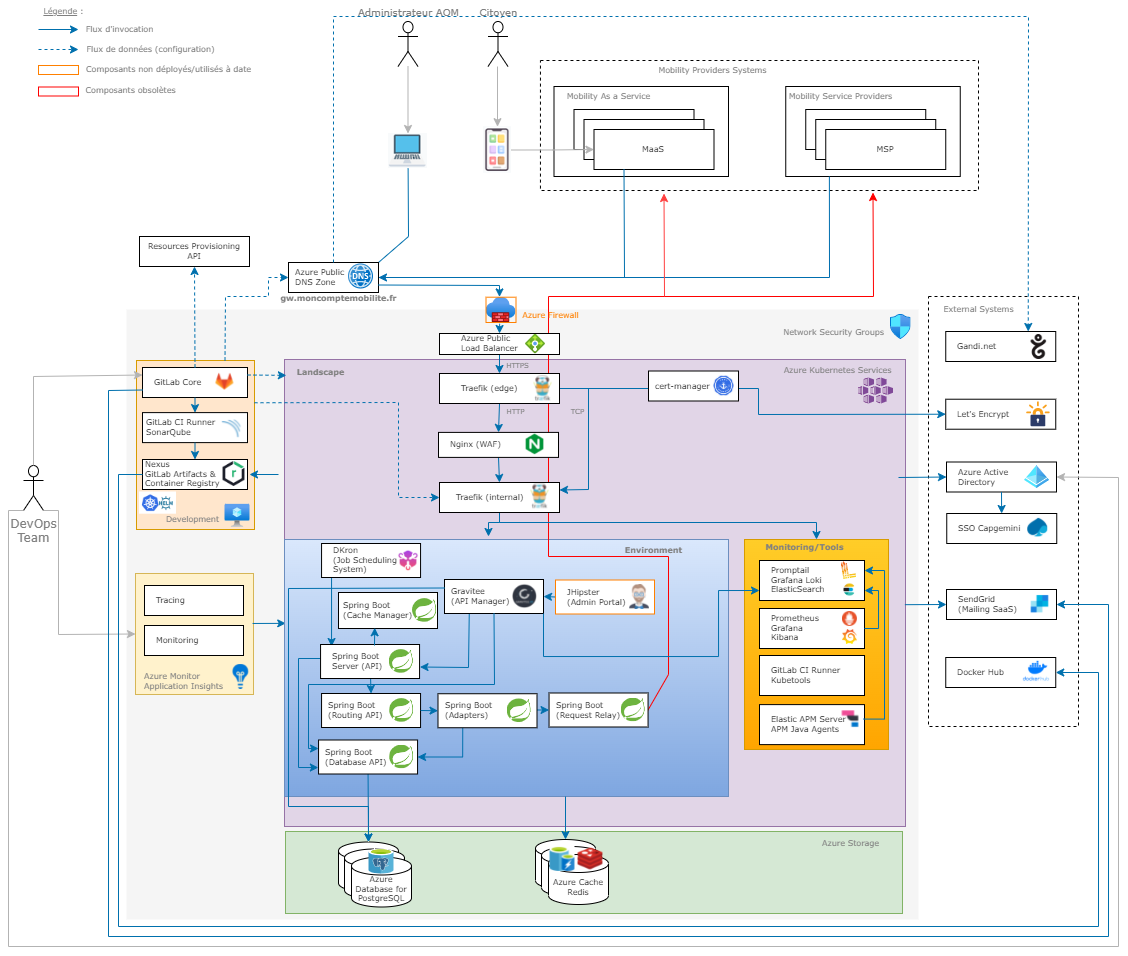 Légende :
Flux d'invocation
Flux de données (configuration)
Composants non déployés/utilisés à date
Composants obsolètes
Administrateur AOM
Citoyen
Mobility Providers Systems
Mobility As a Service
MaaS
Mobility Service Providers
MSP
Resources Provisioning
API
Azure Public
DNS Zone
DNS
gw.moncomptemobilite.fr
Azure Firewall
Azure Public
Load Balancer
Network Security Groups
External Systems
Gandi.net
Let's Encrypt
Azure Active
Directory
SSO Capgemini
SendGrid
(Mailing SaaS)
Docker Hub
dockerhub
GitLab Core
GitLab CI Runner
SonarQube
Nexus
GitLab Artifacts &
Container Registry
HELM
Development
DevOps
Team
Tracing
Monitoring
Azure Monitor
Application Insights
Landscape
Azure Kubernetes Services
HTTPS
Traefik (edge)
cert-manager
HTTP
TCP
Nginx (WAF)
Traefik (internal)
Environment
DKron
(Job Scheduling
System)
Gravitee
(API Manager)
JHipster
(Admin Portal)
Spring Boot
(Cache Manager)
Spring Boot
Server (API)
Spring Boot
(Routing API)
Spring Boot
(Adapters)
Spring Boot
(Request Relay)
Spring Boot
(Database API)
Monitoring/Tools
Promptail
Grafana Loki
ElasticSearch
Prometheus
Grafana
Kibana
GitLab CI Runner
Kubetools
Elastic APM Server
APM Java Agents
Azure Storage
Azure
Database for
PostgreSQL
Azure Cache
Redis